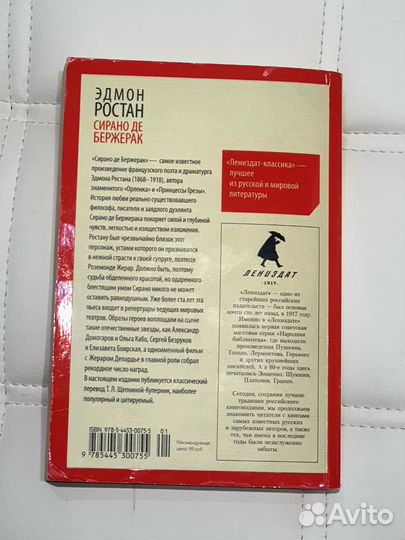 ЭДМОН
РОСТАН
СИРАНО ДЕ
БЕРЖЕРАК
«Сирано де Бержерак» — самое известное
произведение французского поэта и драматурга
Эдмона Ростана (1868–1918), автора
знаменитого «Орленка» и «Принцессы Грезы».
История любви реально существовавшего
философа, писателя и заядлого дуэлянта
Сирано де Бержерака покоряет силой и глубиной
чувств, легкостью и изяществом изложения.
Ростану был чрезвычайно близок этот
персонаж, устами которого он признавался
в нежной страсти к своей супруге, поэтессе
Роземонде Жерар. Должно быть, поэтому
судьба обделенного красотой, но одаренного
блистательным умом Сирано никого не может
оставить равнодушным. Уже более ста лет эта
пьеса входит в репертуары ведущих мировых
театров. Образы героев воплощали на сцене
такие отечественные звезды, как Александр
Домогаров и Ольга Кабо, Сергей Безруков
и Елизавета Боярская, а одноименный фильм
с Жераром Депардье в главной роли собрал
рекордное число наград.
В настоящем издании публикуется классический
перевод Т. Л. Щепкиной-Куперник, наиболее
популярный и цитируемый.
ISBN 978-5-4453-0075-5
01
9 785445 300755
Рекомендуемая
цена: 99 руб.
«Лениздат-классика» —
лучшее
из русской и мировой
литературы
ЛЕНИЗДАТ
·1917·
«Лениздат» — одно из
старейших российских
издательств — был основан
почти сто лет назад, в 1917 году.
Именно в «Лениздате»
появилась первая советская
массовая серия «Народная
библиотека», где выходили
произведения Пушкина,
Гоголя, Лермонтова, Горького
и других крупнейших
писателей. А в 80-е годы здесь
печатались Зощенко, Шукшин,
Платонов, Гранин.
Сегодня, сохраняя лучшие
традиции российского
книгоиздания, мы продолжаем
знакомить читателя с книгами
самых известных русских
и зарубежных авторов, а также
тех, чьи имена в последние
годы были незаслуженно
забыты.
Avito